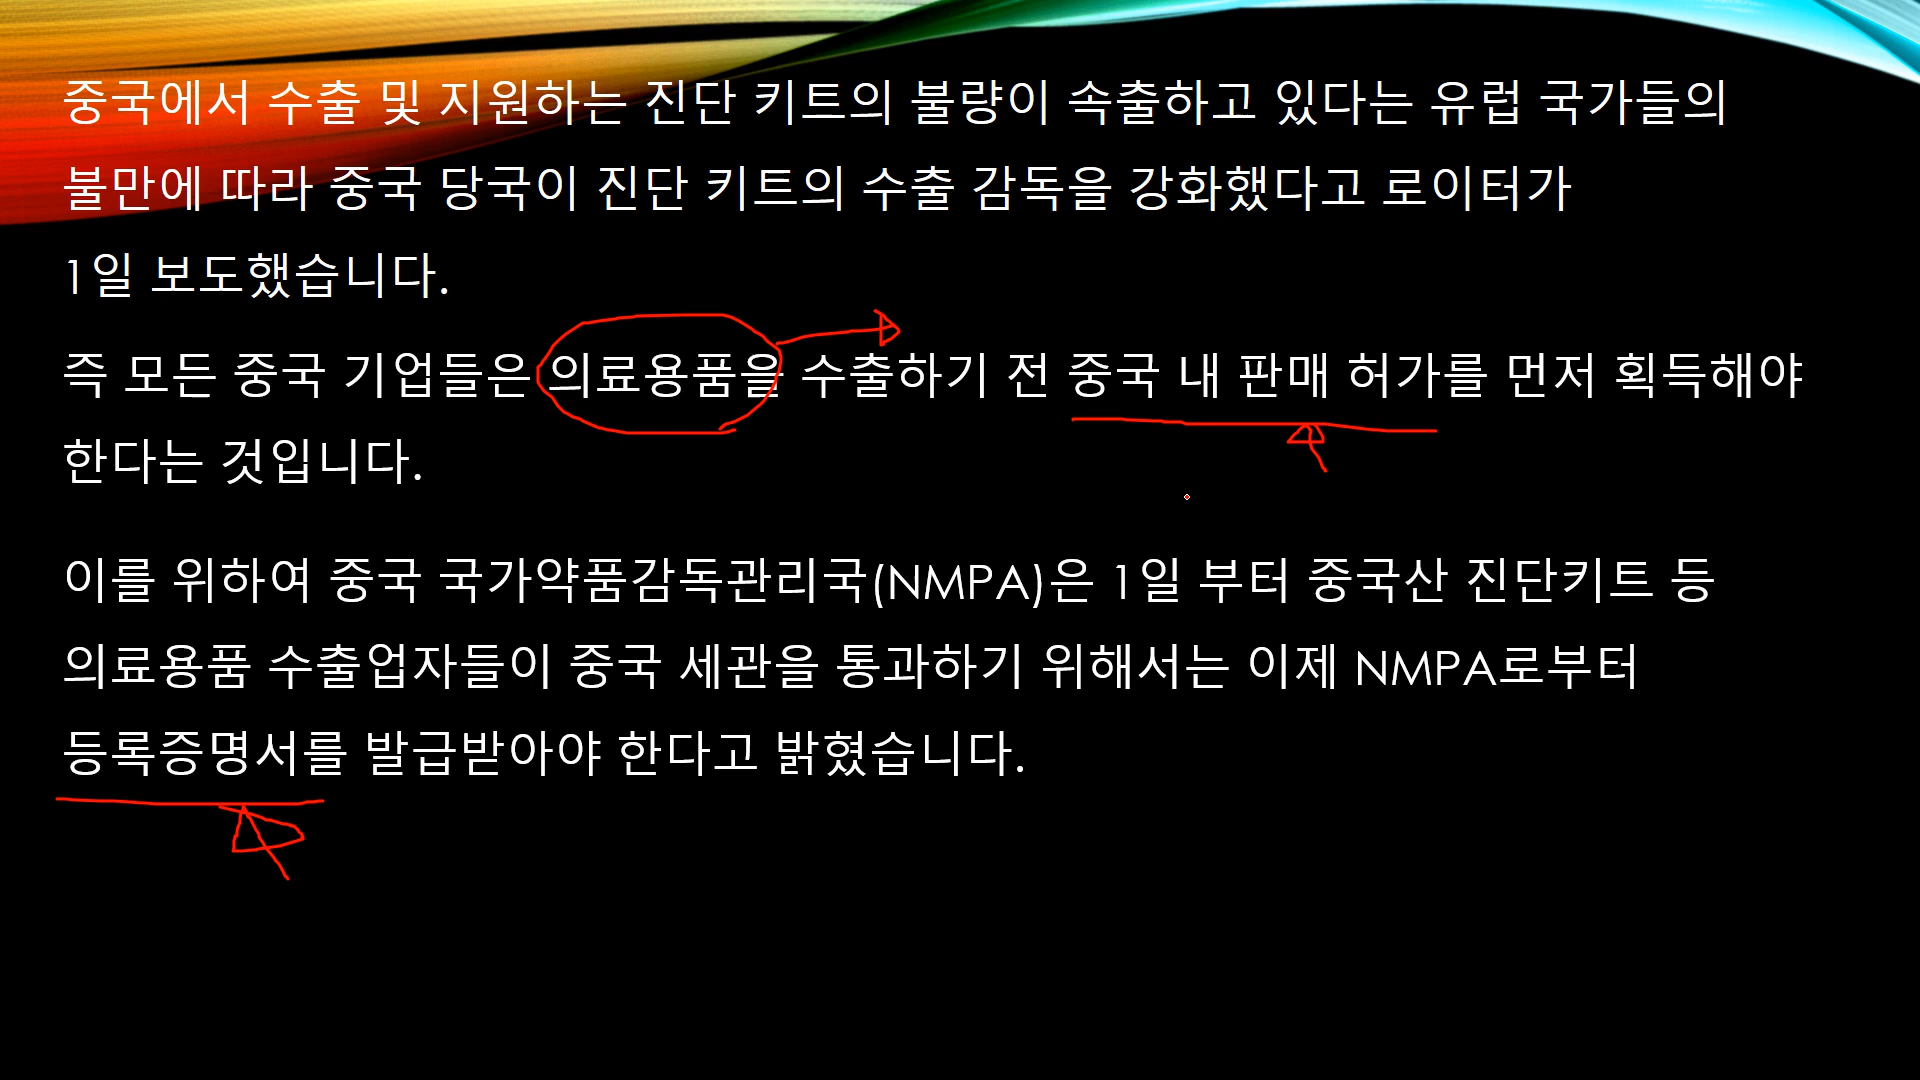 중국에서 수출 및 지원하는 진단 키트의 불량이 속출하고 있다는 유럽 국가들의
불만에 따라 중국 당국이 진단 키트의 수출 감독을 강화했다고 로이터가
1일 보도했습니다.
즉 모든 중국 기업들은 의료용품을 수출하기 전 중국 내 판매 허가를 먼저 획득해야
한다는 것입니다.
이를 위하여 중국 국가약품감독관리국(NMPA)은 1일 부터 중국산 진단키트 등
의료용품 수출업자들이 중국 세관을 통과하기 위해서는 이제 NMPA로부터
등록증명서를 발급받아야 한다고 밝혔습니다.